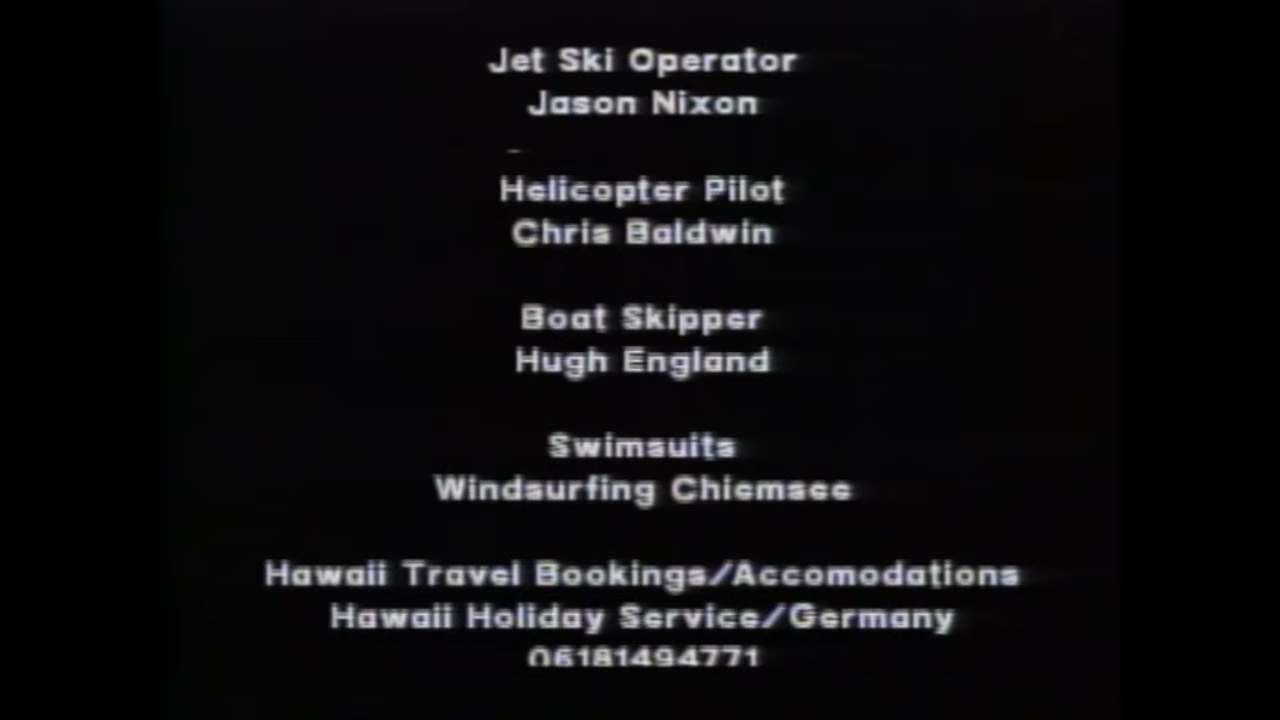 Jet Ski Operator
Jason Nixon
Helicopter Pilot
Chris Baldwin
Boat Skipper
Hugh England
Swimsuits
Windsurfing Chiemsee
Hawaii Travel Bookings/Accomodations
Hawaii Holiday Service/Germany
06181494771